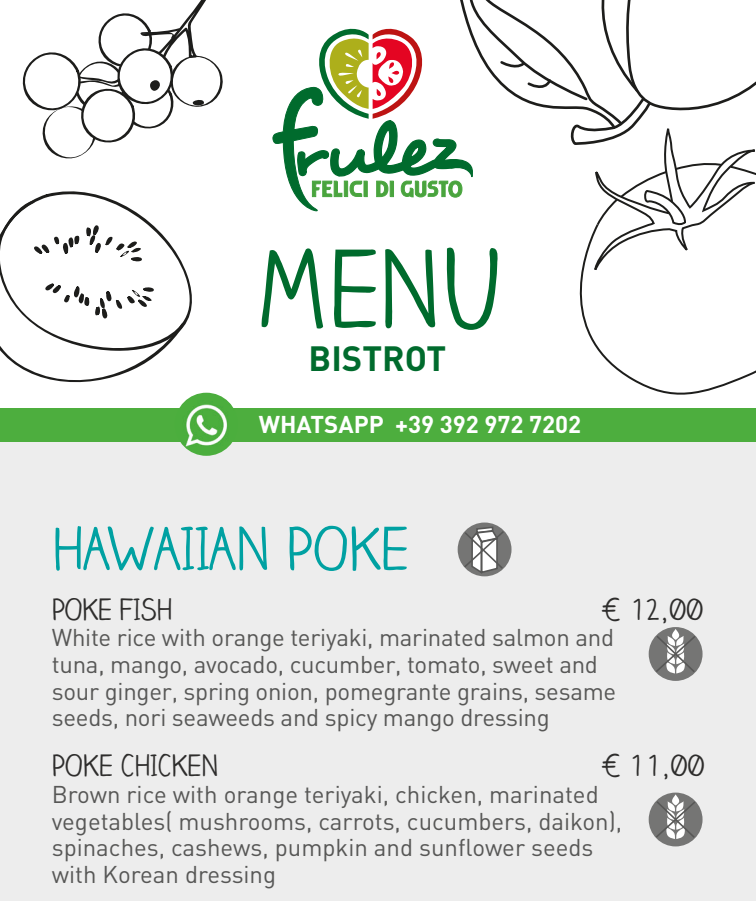 frulez
FELICI DI GUSTO
MENU
BISTROT
WHATSAPP +39 392 972 7202
HAWAIIAN POKE
POKE FISH € 12,00
White rice with orange teriyaki, marinated salmon and
tuna, mango, avocado, cucumber, tomato, sweet and
sour ginger, spring onion, pomegrante grains, sesame
seeds, nori seaweeds and spicy mango dressing
POKE CHICKEN € 11,00
Brown rice with orange teriyaki, chicken, marinated
vegetables( mushrooms, carrots, cucumbers, daikon),
spinaches, cashews, pumpkin and sunflower seeds
with Korean dressing